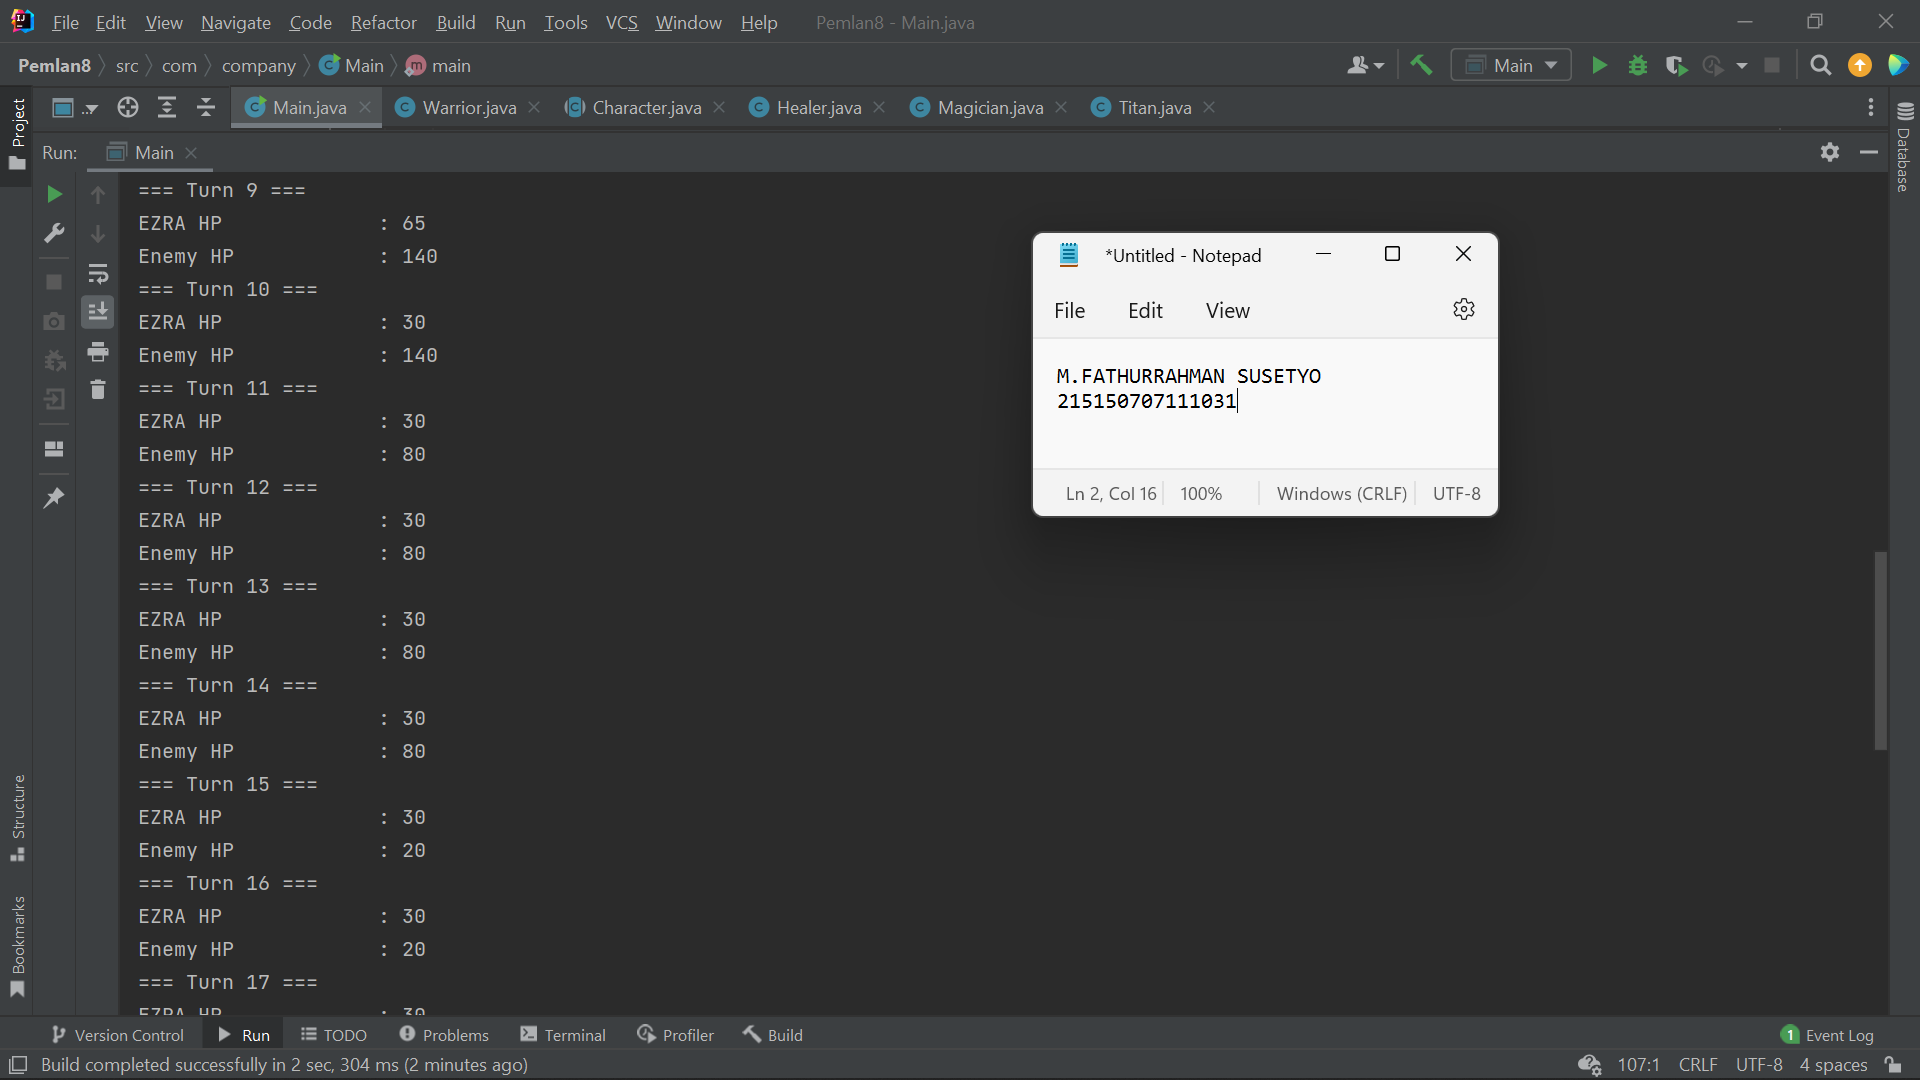 File Edit View Navigate Code Refactor Build Run Tools VCS Window Help Pemlan8 - Main.java
Pemlan8 src com company Main main Main
Main.java Warrior.java Character.java Healer.java Magician.java Titan.java
Project
Database
Run: Main
=== Turn 9 ===
EZRA HP : 65
Enemy HP : 140
=== Turn 10 ===
EZRA HP : 30
Enemy HP : 140
=== Turn 11 ===
EZRA HP : 30
Enemy HP : 80
=== Turn 12 ===
EZRA HP : 30
Enemy HP : 80
=== Turn 13 ===
EZRA HP : 30
Enemy HP : 80
=== Turn 14 ===
EZRA HP : 30
Enemy HP : 80
=== Turn 15 ===
EZRA HP : 30
Enemy HP : 20
=== Turn 16 ===
EZRA HP : 30
Enemy HP : 20
=== Turn 17 ===
EZRA HP : 30
*Untitled - Notepad
File Edit View
M.FATHURRAHMAN SUSETYO
215150707111031
Ln 2, Col 16 100% Windows (CRLF) UTF-8
Structure
Bookmarks
Version Control Run TODO Problems Terminal Profiler Build 1 Event Log
Build completed successfully in 2 sec, 304 ms (2 minutes ago) 107:1 CRLF UTF-8 4 spaces